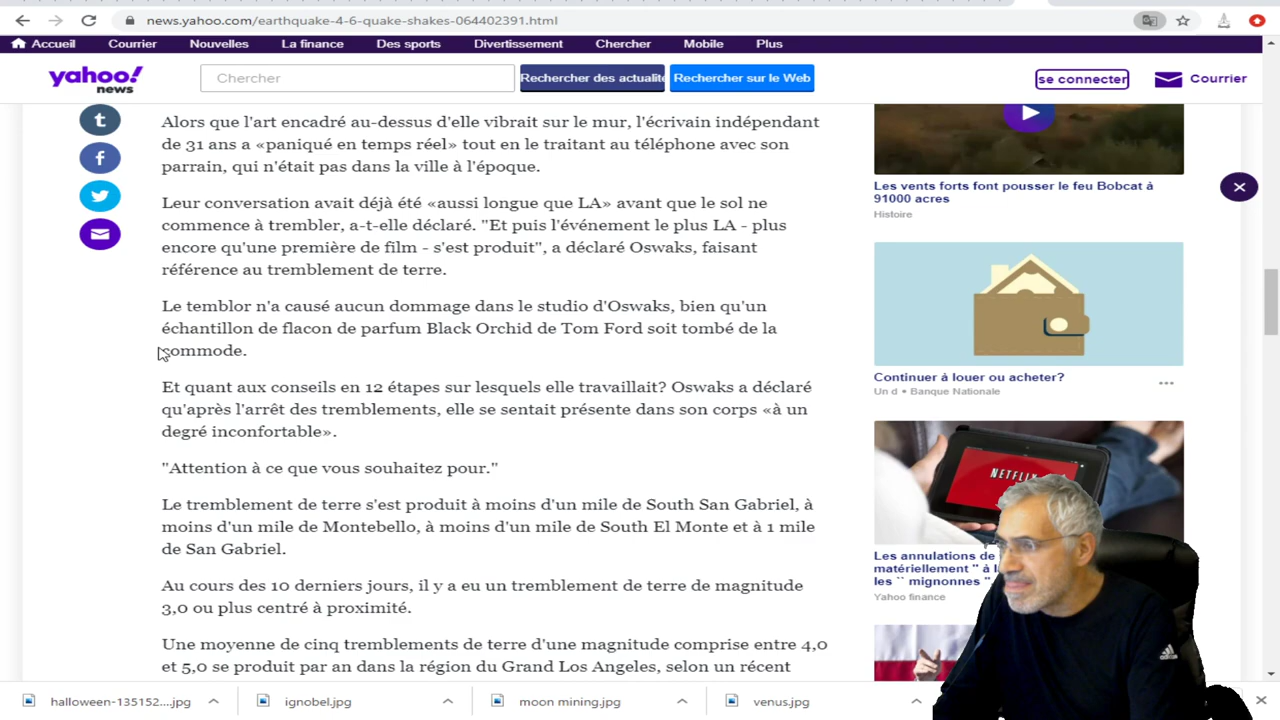 news.yahoo.com/earthquake-4-6-quake-shakes-064402391.html
Accueil Courrier Nouvelles La finance Des sports Divertissement Chercher Mobile Plus
yahoo!
news
Chercher
Rechercher des actualité
Rechercher sur le Web
se connecter
Courrier
Alors que l'art encadré au-dessus d'elle vibrait sur le mur, l'écrivain indépendant
de 31 ans a «paniqué en temps réel» tout en le traitant au téléphone avec son
parrain, qui n'était pas dans la ville à l'époque.
Leur conversation avait déjà été «aussi longue que LA» avant que le sol ne
commence à trembler, a-t-elle déclaré. "Et puis l'événement le plus LA - plus
encore qu'une première de film - s'est produit", a déclaré Oswaks, faisant
référence au tremblement de terre.
Le temblor n'a causé aucun dommage dans le studio d'Oswaks, bien qu'un
échantillon de flacon de parfum Black Orchid de Tom Ford soit tombé de la
commode.
Et quant aux conseils en 12 étapes sur lesquels elle travaillait? Oswaks a déclaré
qu'après l'arrêt des tremblements, elle se sentait présente dans son corps «à un
degré inconfortable».
"Attention à ce que vous souhaitez pour."
Le tremblement de terre s'est produit à moins d'un mile de South San Gabriel, à
moins d'un mile de Montebello, à moins d'un mile de South El Monte et à 1 mile
de San Gabriel.
Au cours des 10 derniers jours, il y a eu un tremblement de terre de magnitude
3,0 ou plus centré à proximité.
Une moyenne de cinq tremblements de terre d'une magnitude comprise entre 4,0
et 5,0 se produit par an dans la région du Grand Los Angeles, selon un récent
Les vents forts font pousser le feu Bobcat à
91000 acres
Histoire
Continuer à louer ou acheter?
Un d • Banque Nationale
NETFLIX
Les annulations de
matériellement " à l
les `` mignonnes "
Yahoo finance
adidas
halloween-135152....jpg
ignobel.jpg
moon mining.jpg
venus.jpg